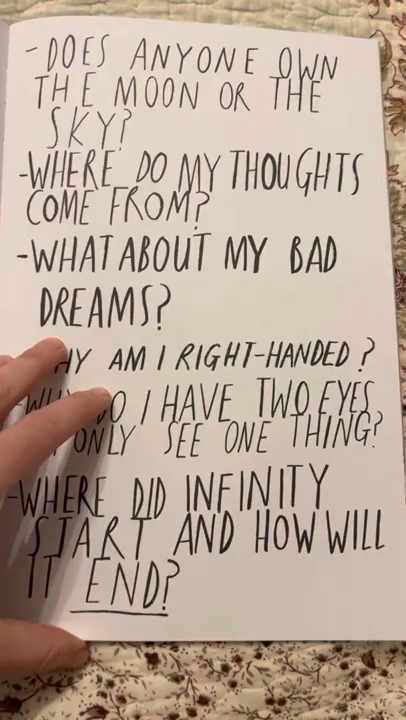 - DOES ANYONE OWN
THE MOON OR THE
SKY?
-WHERE DO MY THOUGHTS
COME FROM?
-WHAT ABOUT MY BAD
DREAMS?
AM I RIGHT-HANDED?
I HAVE TWO EYES
ONLY SEE ONE THING?
-WHERE DID INFINITY
START AND HOW WILL
IT END?